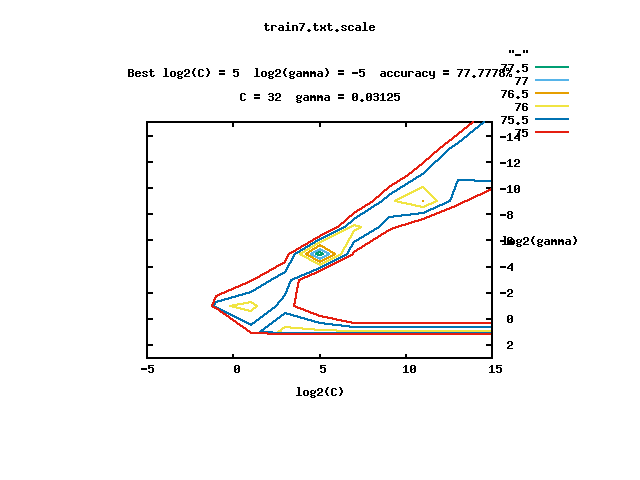 train7.txt.scale
"-"
Best log2(C) = 5 log2(gamma) = -5 accuracy = 77.7778%
77.5
77
C = 32 gamma = 0.03125
76.5
76
75.5
75
-14
-12
-10
-8
-6
log2(gamma)
-4
-2
0
2
-5 0 5 10 15
log2(C)